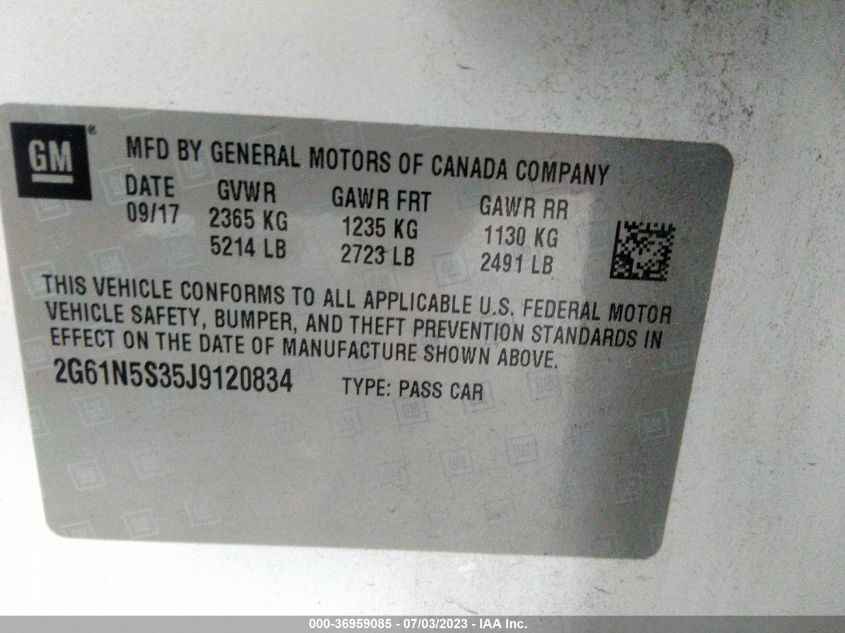 GM ®
MFD BY GENERAL MOTORS OF CANADA COMPANY
DATE GVWR GAWR FRT GAWR RR
09/17 2365 KG 1235 KG 1130 KG
5214 LB 2723 LB 2491 LB
THIS VEHICLE CONFORMS TO ALL APPLICABLE U.S. FEDERAL MOTOR
VEHICLE SAFETY, BUMPER, AND THEFT PREVENTION STANDARDS IN
EFFECT ON THE DATE OF MANUFACTURE SHOWN ABOVE.
2G61N5S35J9120834 TYPE: PASS CAR
000-36959085 - 07/03/2023 - IAA Inc.